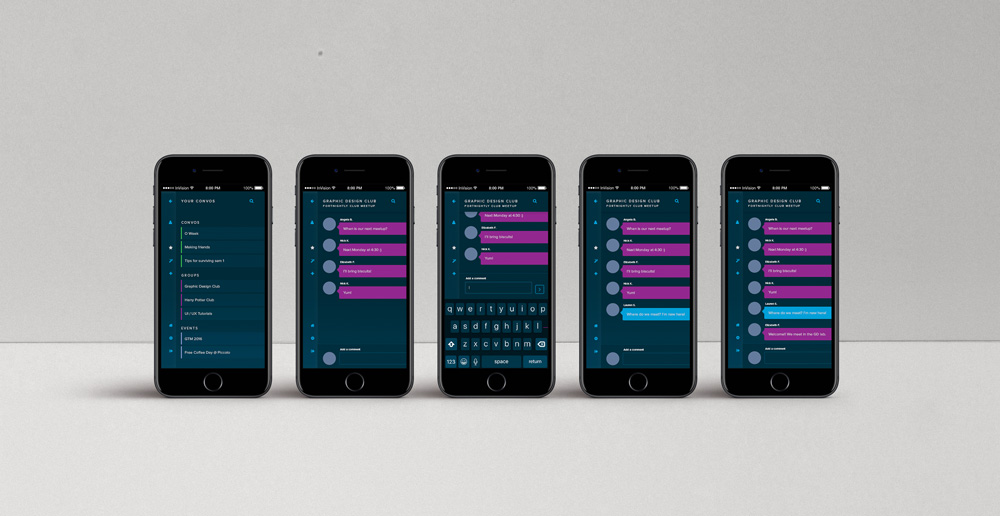 InVision 8:00 PM 100%
YOUR CONVOS
CONVOS
O Week
Making friends
Tips for surviving sem 1
GROUPS
Graphic Design Club
Harry Potter Club
UI / UX Tutorials
EVENTS
GTM 2016
Free Coffee Day @ Piccolo
InVision 8:00 PM 100%
GRAPHIC DESIGN CLUB
FORTNIGHTLY CLUB MEETUP
Angela B.
When is our next meetup?
Nick K.
Next Monday at 4:30 :)
Elizabeth P.
I'll bring biscuits!
Nick K.
Yum!
Add a comment
InVision 8:00 PM 100%
GRAPHIC DESIGN CLUB
FORTNIGHTLY CLUB MEETUP
Next Monday at 4:30 :)
Elizabeth P.
I'll bring biscuits!
Nick K.
Yum!
Add a comment
q w e r t y u i o p
a s d f g h j k l
z x c v b n m
123 space return
InVision 8:00 PM 100%
GRAPHIC DESIGN CLUB
FORTNIGHTLY CLUB MEETUP
Angela B.
When is our next meetup?
Nick K.
Next Monday at 4:30 :)
Elizabeth P.
I'll bring biscuits!
Nick K.
Yum!
Lauren S.
Where do we meet? I'm new here!
Add a comment
InVision 8:00 PM 100%
GRAPHIC DESIGN CLUB
FORTNIGHTLY CLUB MEETUP
Angela B.
When is our next meetup?
Nick K.
Next Monday at 4:30 :)
Elizabeth P.
I'll bring biscuits!
Nick K.
Yum!
Lauren S.
Where do we meet? I'm new here!
Elizabeth P.
Welcome! We meet in the GD lab.
Add a comment